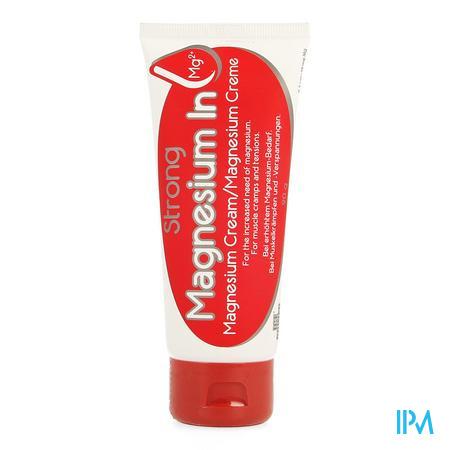 Strong
Magnesium In
Mg2+
Magnesium Cream/Magnesium Creme
For the increased need of magnesium.
For muscle cramps and tensions.
Bei erhöhtem Magnesium-Bedarf.
Bei Muskelkrämpfen und -Verspannungen.
90 g
IPM